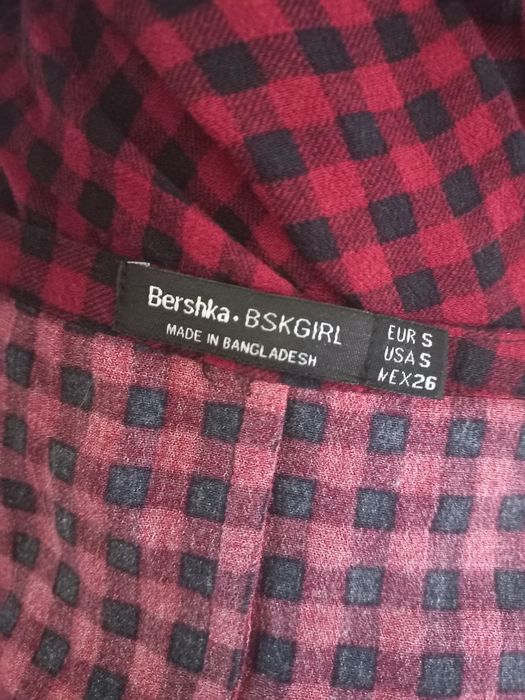 Bershka • BSKGIRL
MADE IN BANGLADESH
EUR S
USA S
MEX26